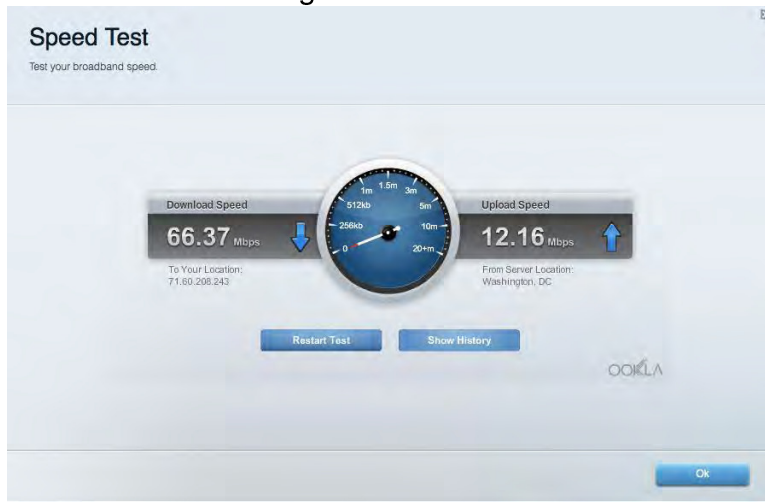 Speed Test
Test your broadband speed.
Download Speed
66.37 Mbps
To Your Location:
71.60.208.243
1m 1.5m 3m
512kb 5m
256kb 10m
0 20+m
Upload Speed
12.16 Mbps
From Server Location:
Washington, DC
Restart Test Show History
OOKLA
Ok